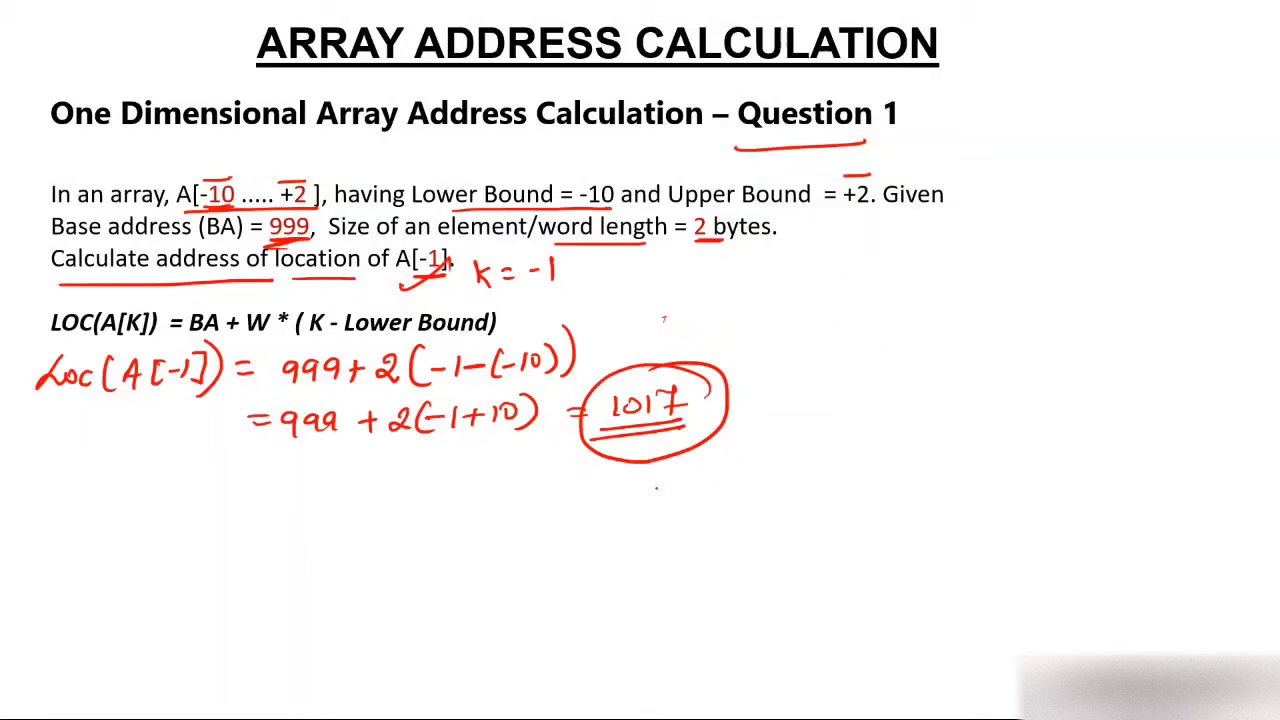 ARRAY ADDRESS CALCULATION
One Dimensional Array Address Calculation – Question 1
In an array, A[-10 ..... +2 ], having Lower Bound = -10 and Upper Bound = +2. Given
Base address (BA) = 999, Size of an element/word length = 2 bytes.
Calculate address of location of A[-1].
K = -1
LOC(A[K]) = BA + W * ( K - Lower Bound)
Loc(A[-1]) = 999 + 2(-1-(-10))
= 999 + 2(-1+10) = 1017